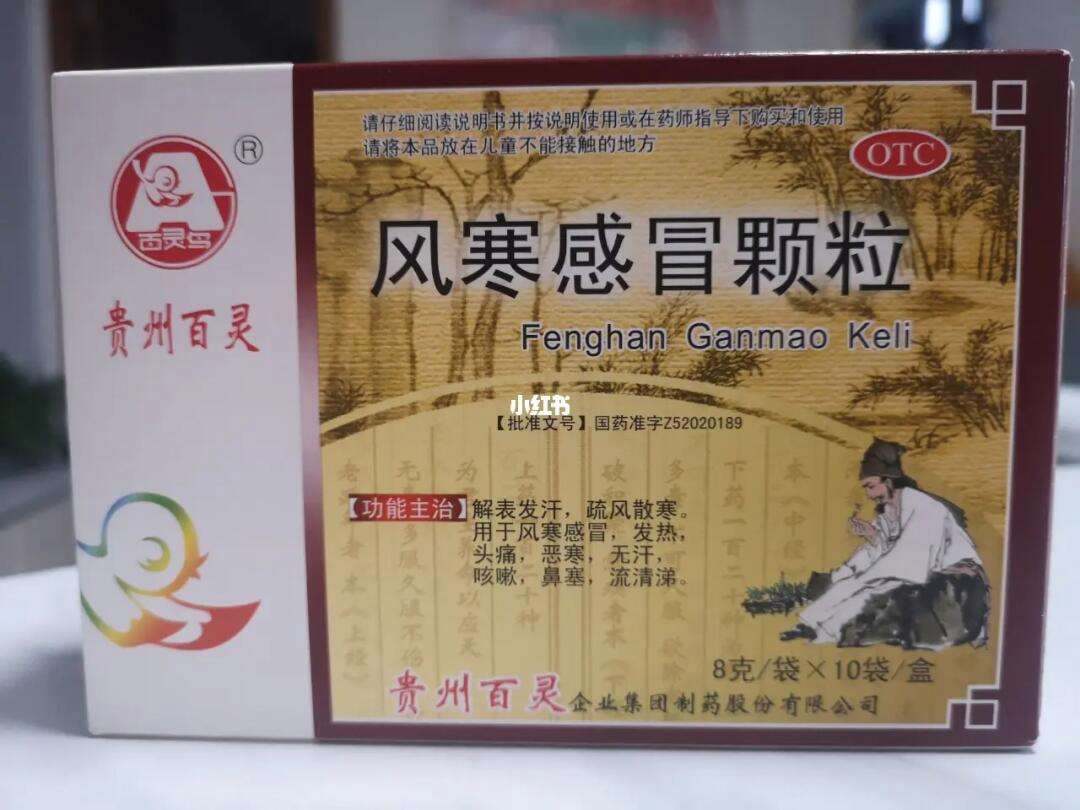 请仔细阅读说明书并按说明使用或在药师指导下购买和使用
请将本品放在儿童不能接触的地方
OTC
®
百灵鸟
贵州百灵
风寒感冒颗粒
Fenghan Ganmao Keli
小红书
【批准文号】国药准字Z52020189
【功能主治】解表发汗，疏风散寒。
用于风寒感冒，发热，
头痛，恶寒，无汗，
咳嗽，鼻塞，流清涕。
8克/袋×10袋/盒
贵州百灵企业集团制药股份有限公司